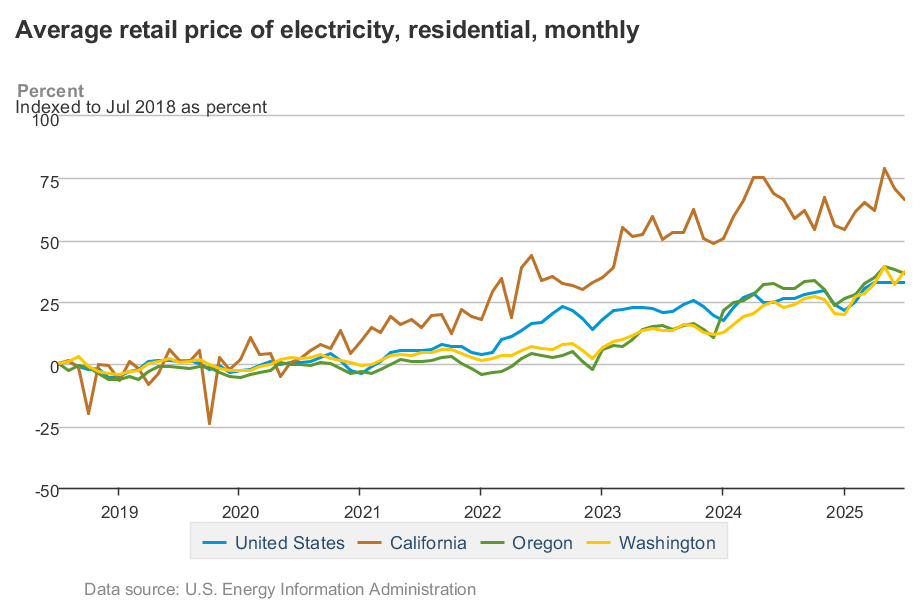 Average retail price of electricity, residential, monthly
Percent
Indexed to Jul 2018 as percent
100
75
50
25
0
-25
-50
2019 2020 2021 2022 2023 2024 2025
United States California Oregon Washington
Data source: U.S. Energy Information Administration